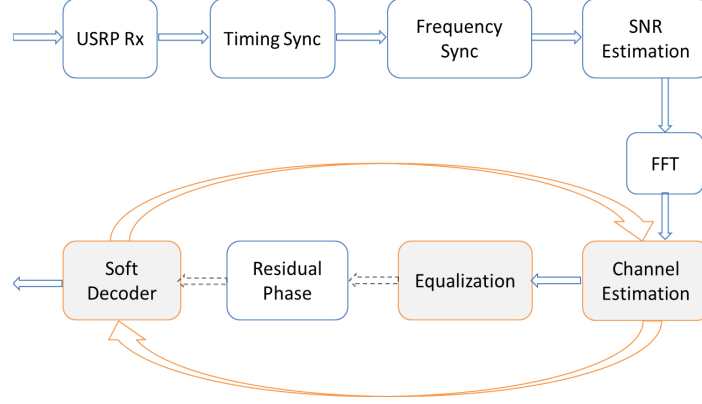 USRP Rx
Timing Sync
Frequency
Sync
SNR
Estimation
FFT
Soft
Decoder
Residual
Phase
Equalization
Channel
Estimation